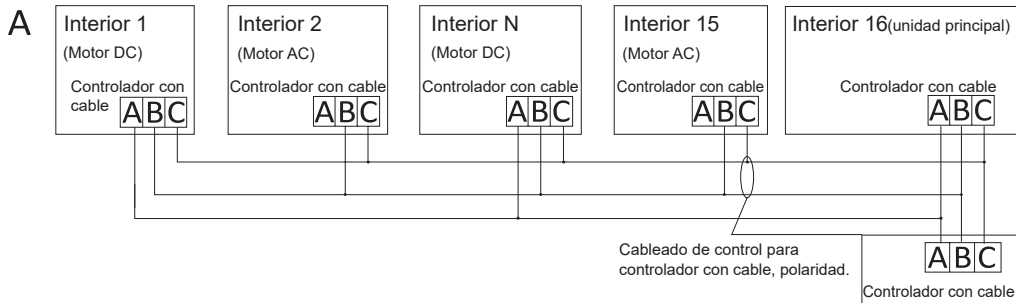 A
Interior 1
(Motor DC)
Controlador con
cable
A B C
Interior 2
(Motor AC)
Controlador con cable
A B C
Interior N
(Motor DC)
Controlador con cable
A B C
Interior 15
(Motor AC)
Controlador con cable
A B C
Interior 16(unidad principal)
Controlador con cable
A B C
Cableado de control para
controlador con cable, polaridad.
A B C
Controlador con cable